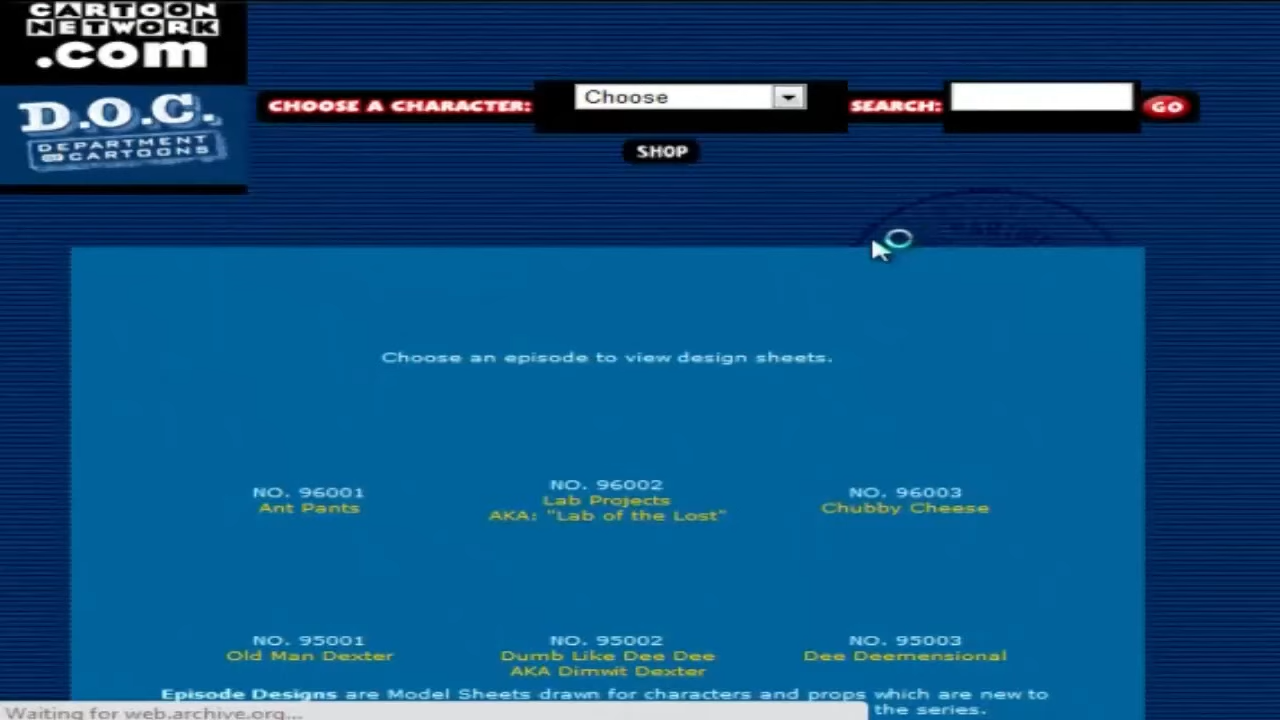 CARTOON
NETWORK
.com
D.O.C.
DEPARTMENT
OF CARTOONS
CHOOSE A CHARACTER:
Choose
SEARCH:
GO
SHOP
Choose an episode to view design sheets.
NO. 96001
Ant Pants
NO. 96002
Lab Projects
AKA: "Lab of the Lost"
NO. 96003
Chubby Cheese
NO. 95001
Old Man Dexter
NO. 95002
Dumb Like Dee Dee
AKA Dimwit Dexter
NO. 95003
Dee Deemensional
Episode Designs are Model Sheets drawn for characters and props which are new to
the series.
Waiting for web.archive.org...